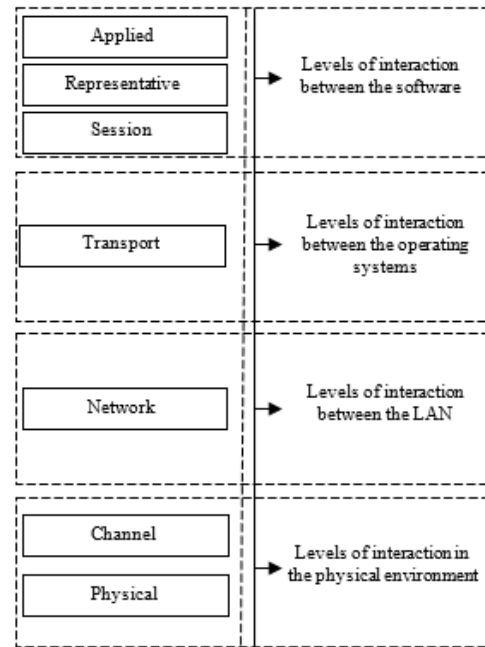 Applied
Representative
Session
Levels of interaction
between the software
Transport
Levels of interaction
between the operating
systems
Network
Levels of interaction
between the LAN
Channel
Physical
Levels of interaction in
the physical environment